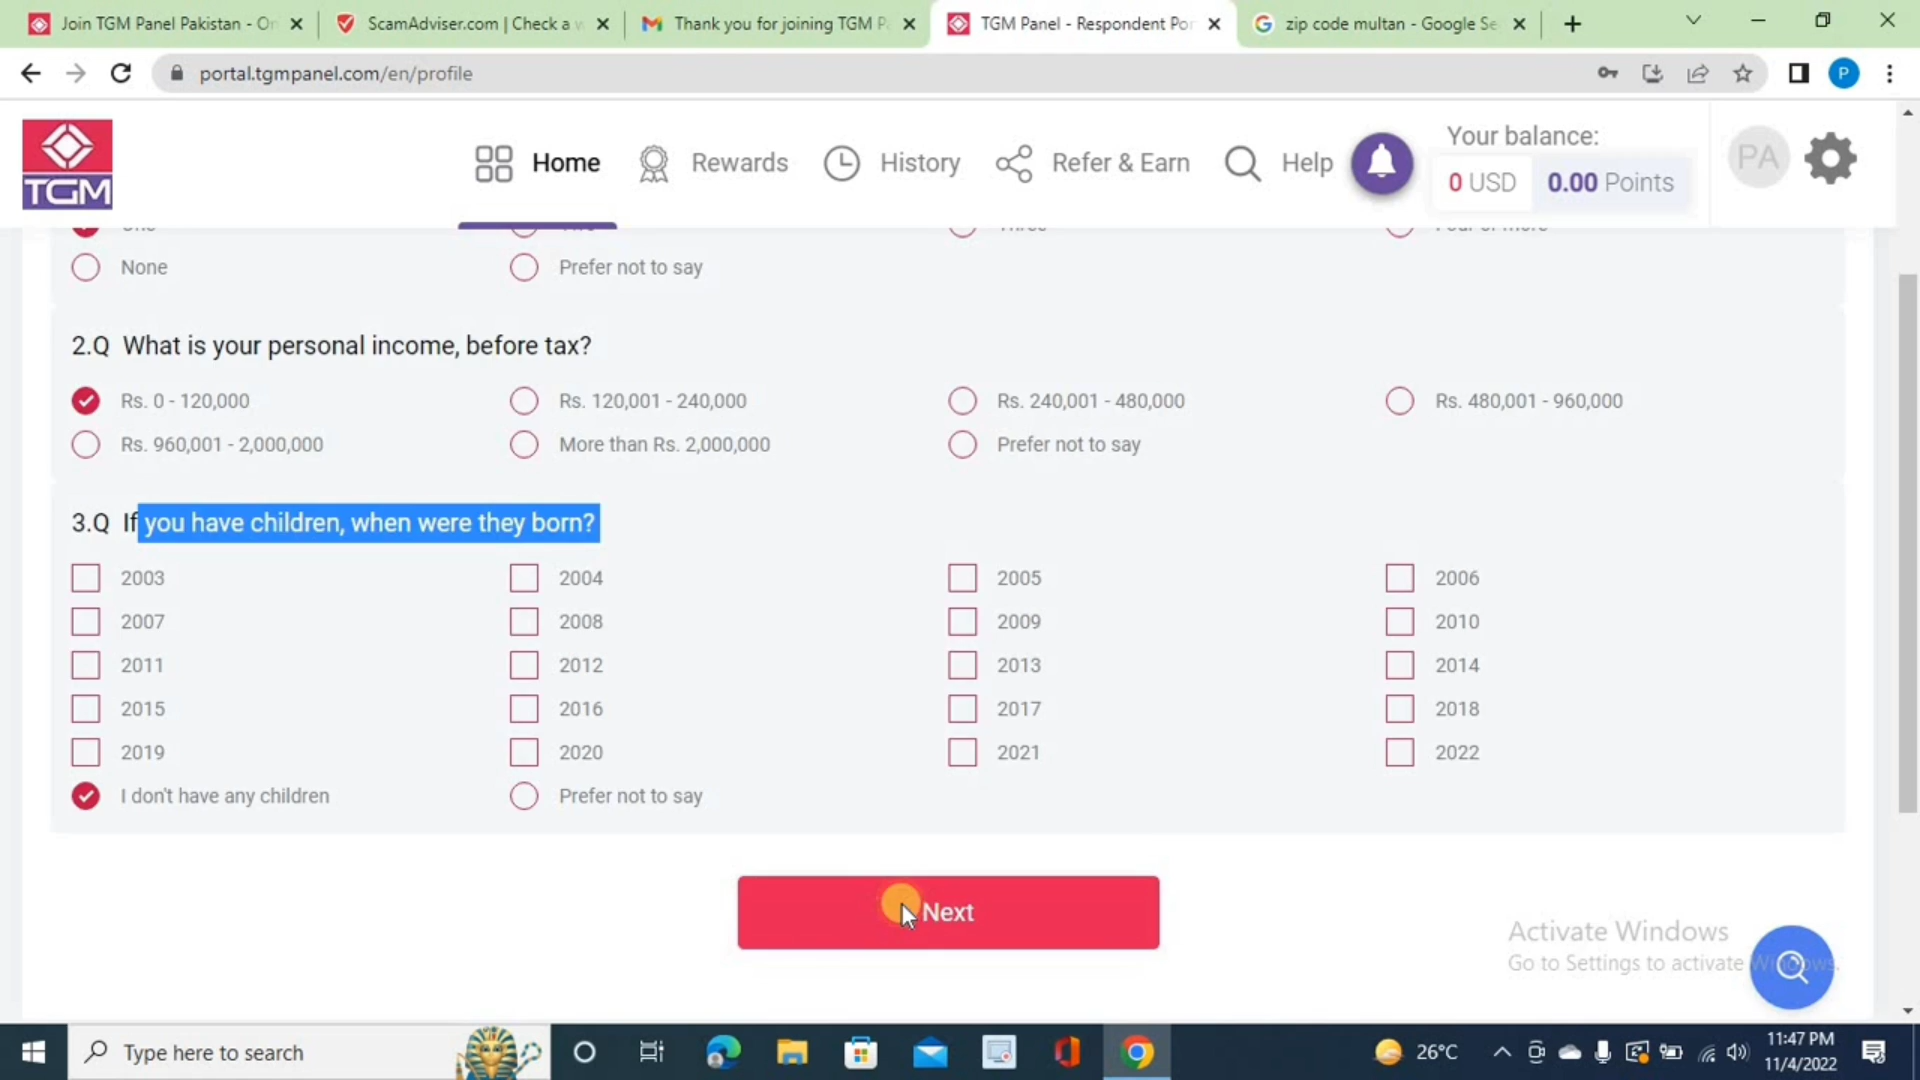 Join TGM Panel Pakistan - On
ScamAdviser.com | Check a w
Thank you for joining TGM P
TGM Panel - Respondent Por
zip code multan - Google Se
portal.tgmpanel.com/en/profile
P
TGM
Home
Rewards
History
Refer & Earn
Help
Your balance:
0 USD
0.00 Points
PA
One
Two
Three
Four or more
None
Prefer not to say
2.Q What is your personal income, before tax?
Rs. 0 - 120,000
Rs. 120,001 - 240,000
Rs. 240,001 - 480,000
Rs. 480,001 - 960,000
Rs. 960,001 - 2,000,000
More than Rs. 2,000,000
Prefer not to say
3.Q If you have children, when were they born?
2003
2004
2005
2006
2007
2008
2009
2010
2011
2012
2013
2014
2015
2016
2017
2018
2019
2020
2021
2022
I don't have any children
Prefer not to say
Next
Activate Windows
Go to Settings to activate Windows.
Type here to search
26°C
11:47 PM
11/4/2022